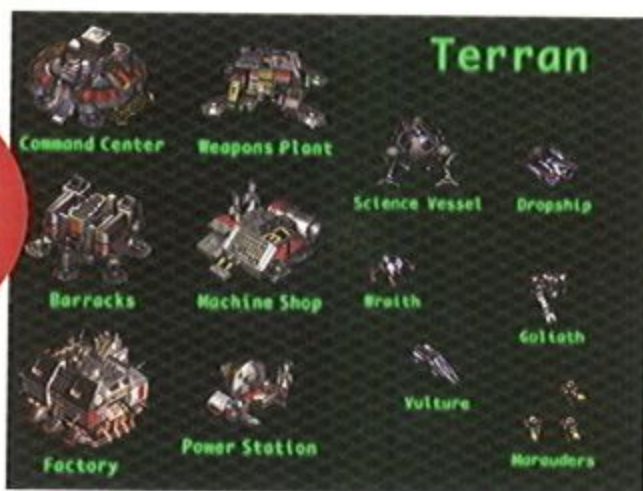 Terran
Command Center
Weapons Plant
Science Vessel
Dropship
Barracks
Machine Shop
Wraith
Goliath
Vulture
Factory
Power Station
Marauders